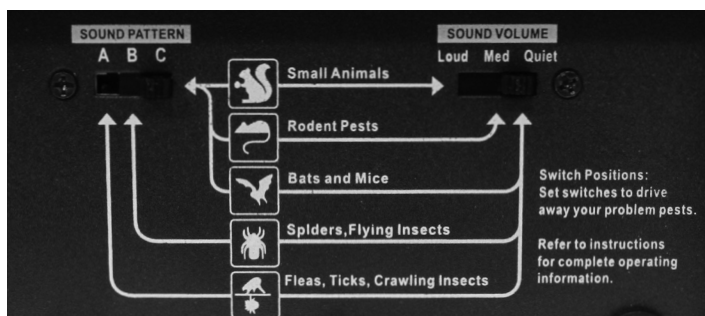 SOUND PATTERN
A B C
SOUND VOLUME
Loud Med Quiet
Small Animals
Rodent Pests
Bats and Mice
SpIders,Flying Insects
Fleas, Ticks, Crawling Insects
Switch Positions:
Set switches to drive
away your problem pests.
Refer to instructions
for complete operating
information.